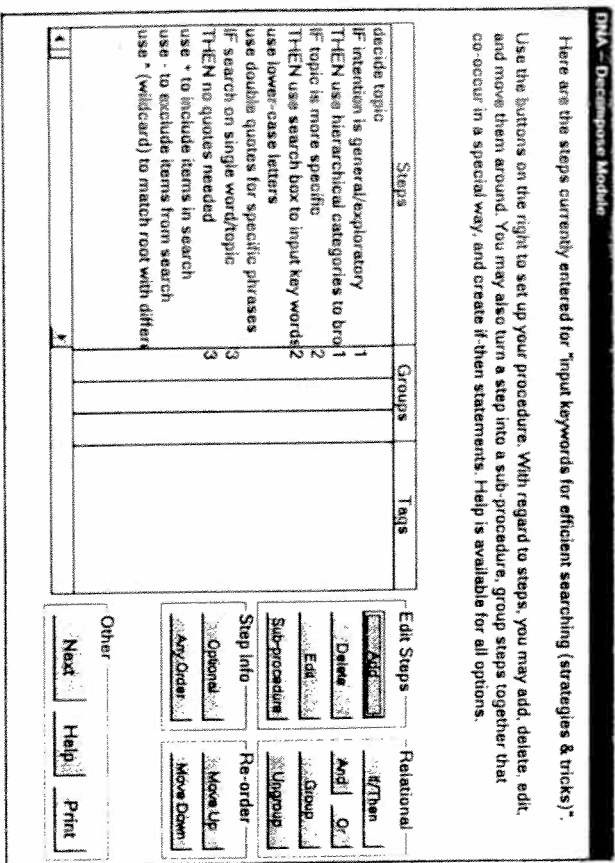 DNA - Decompose Module
Here are the steps currently entered for "input keywords for efficient searching (strategies & tricks)".
Use the buttons on the right to set up your procedure. With regard to steps, you may add, delete, edit,
and move them around. You may also turn a step into a sub-procedure, group steps together that
co-occur in a special way, and create if-then statements. Help is available for all options.
Steps Groups Tags
decide topic
IF intention is general/exploratory 1
THEN use hierarchical categories to bro 1
IF topic is more specific 2
THEN use search box to input key words 2
use lower-case letters
use double quotes for specific phrases
IF search on single word/topic 3
THEN no quotes needed 3
use + to include items in search
use - to exclude items from search
use * (wildcard) to match root with differe
Edit Steps
Add
Delete
Edit
Sub-procedure
Relational
If/Then
And Or
Group
Ungroup
Step Info
Optional
Any Order
Re-order
Move Up
Move Down
Other
Next Help Print